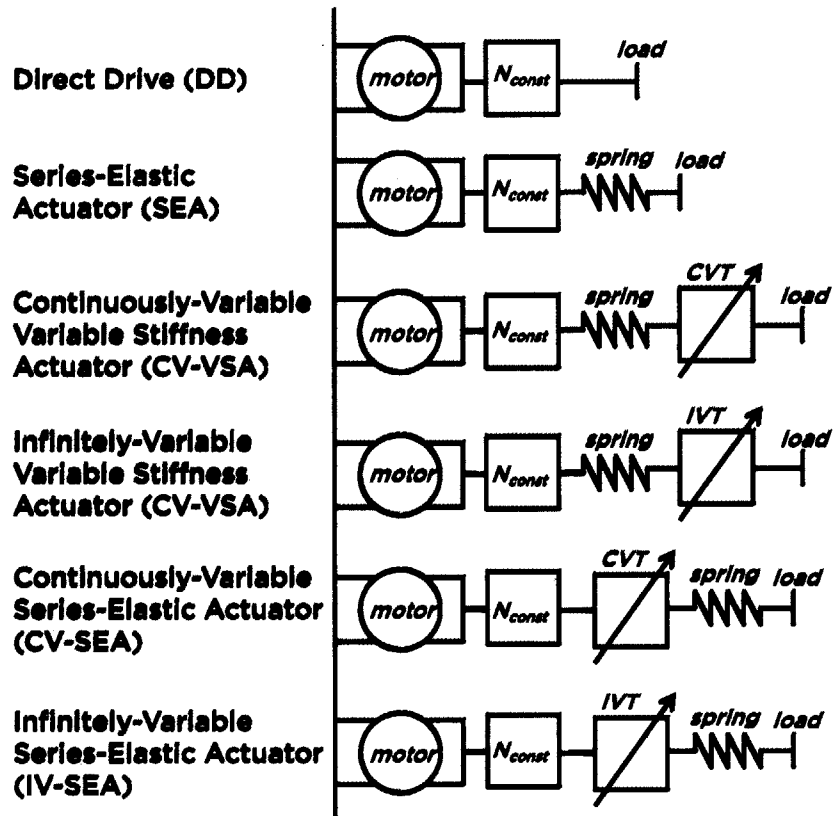 Direct Drive (DD)
motor
Nconst
load
Series-Elastic
Actuator (SEA)
motor
Nconst
spring
load
Continuously-Variable
Variable Stiffness
Actuator (CV-VSA)
motor
Nconst
spring
CVT
load
Infinitely-Variable
Variable Stiffness
Actuator (CV-VSA)
motor
Nconst
spring
IVT
load
Continuously-Variable
Series-Elastic Actuator
(CV-SEA)
motor
Nconst
CVT
spring
load
Infinitely-Variable
Series-Elastic Actuator
(IV-SEA)
motor
Nconst
IVT
spring
load